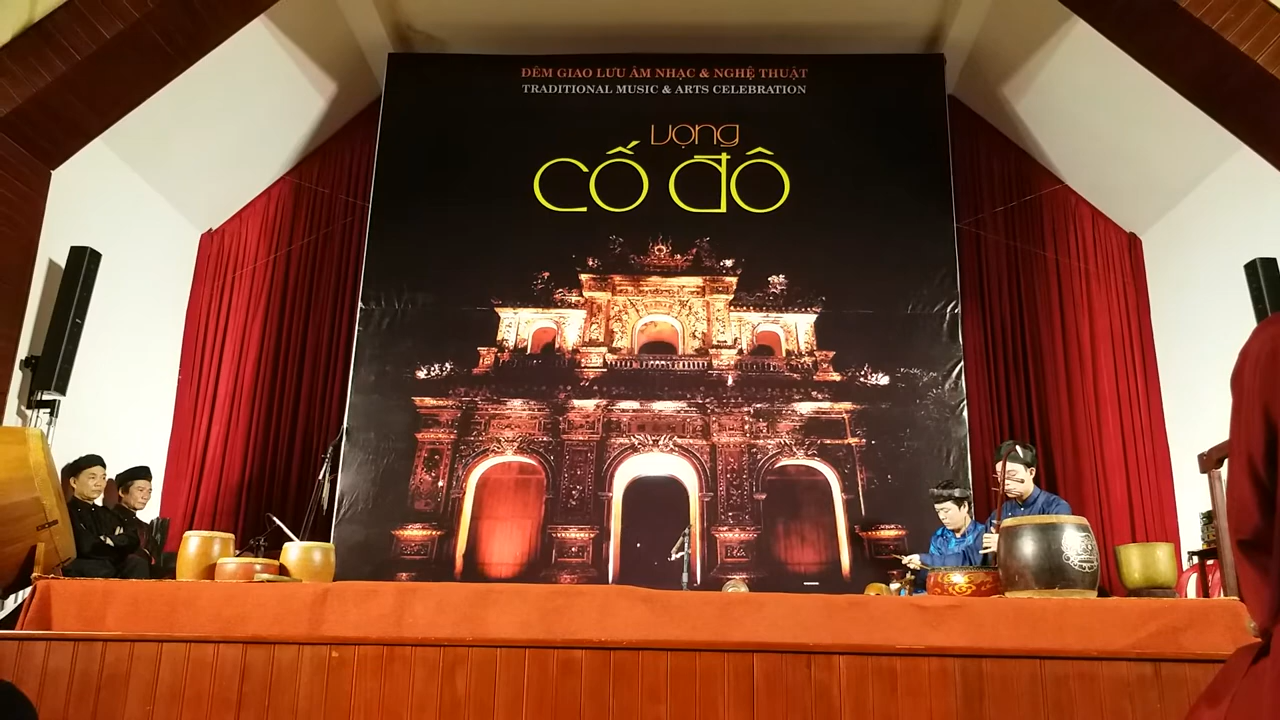 ĐÊM GIAO LƯU ÂM NHẠC & NGHỆ THUẬT
TRADITIONAL MUSIC & ARTS CELEBRATION
vọng
cố đô